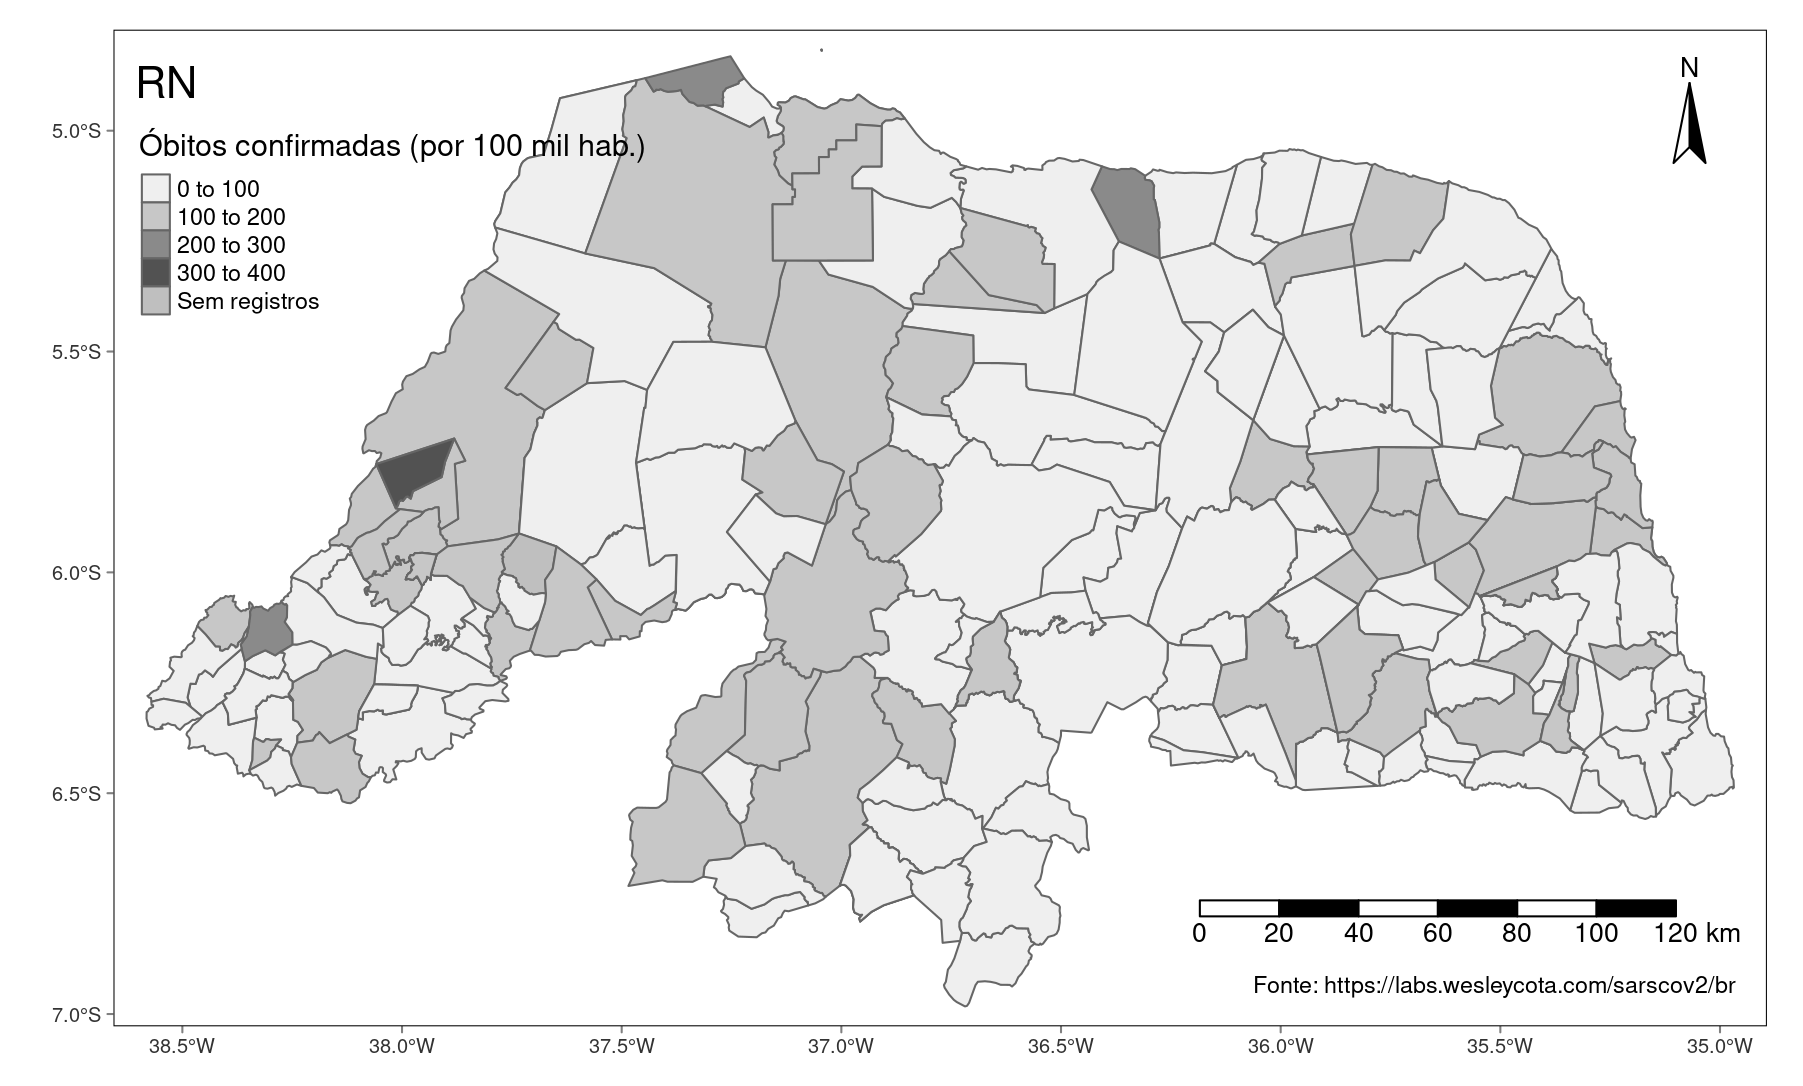 RN
N
Óbitos confirmadas (por 100 mil hab.)
0 to 100
100 to 200
200 to 300
300 to 400
Sem registros
5.0°S
5.5°S
6.0°S
6.5°S
7.0°S
0 20 40 60 80 100 120 km
Fonte: https://labs.wesleycota.com/sarscov2/br
38.5°W 38.0°W 37.5°W 37.0°W 36.5°W 36.0°W 35.5°W 35.0°W